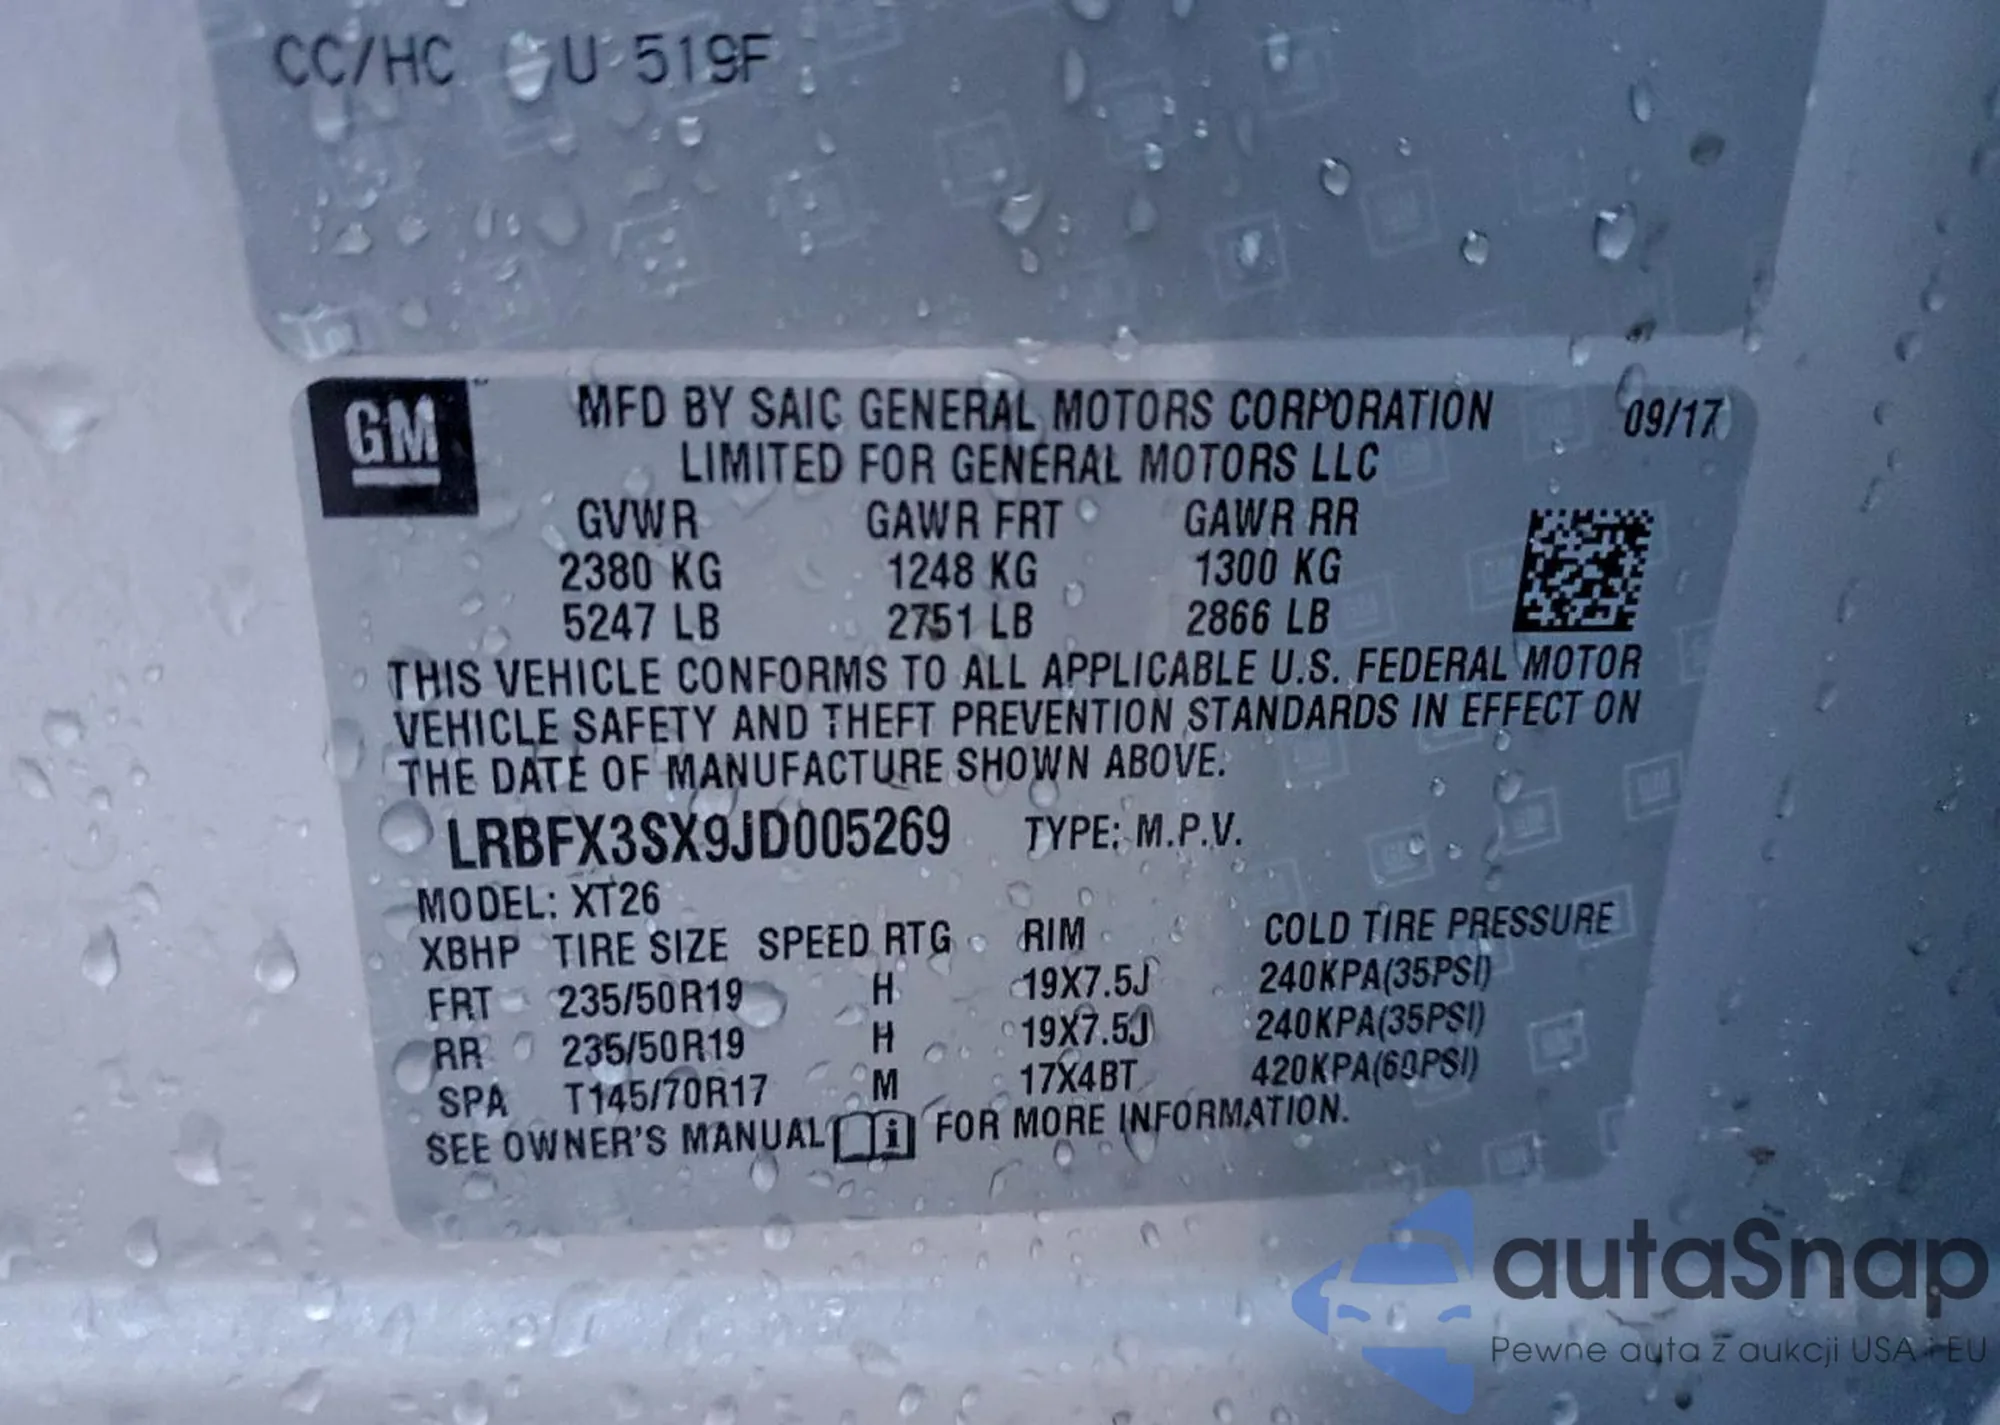 CC/HC U 519F
GM
MFD BY SAIC GENERAL MOTORS CORPORATION 09/17
LIMITED FOR GENERAL MOTORS LLC
GVWR GAWR FRT GAWR RR
2380 KG 1248 KG 1300 KG
5247 LB 2751 LB 2866 LB
THIS VEHICLE CONFORMS TO ALL APPLICABLE U.S. FEDERAL MOTOR
VEHICLE SAFETY AND THEFT PREVENTION STANDARDS IN EFFECT ON
THE DATE OF MANUFACTURE SHOWN ABOVE.
LRBFX3SX9JD005269 TYPE: M.P.V.
MODEL: XT26
XBHP TIRE SIZE SPEED RTG RIM COLD TIRE PRESSURE
FRT 235/50R19 H 19X7.5J 240KPA(35PSI)
RR 235/50R19 H 19X7.5J 240KPA(35PSI)
SPA T145/70R17 M 17X4BT 420KPA(60PSI)
SEE OWNER'S MANUAL i FOR MORE INFORMATION.
autaSnap
Pewne auta z aukcji USA i EU